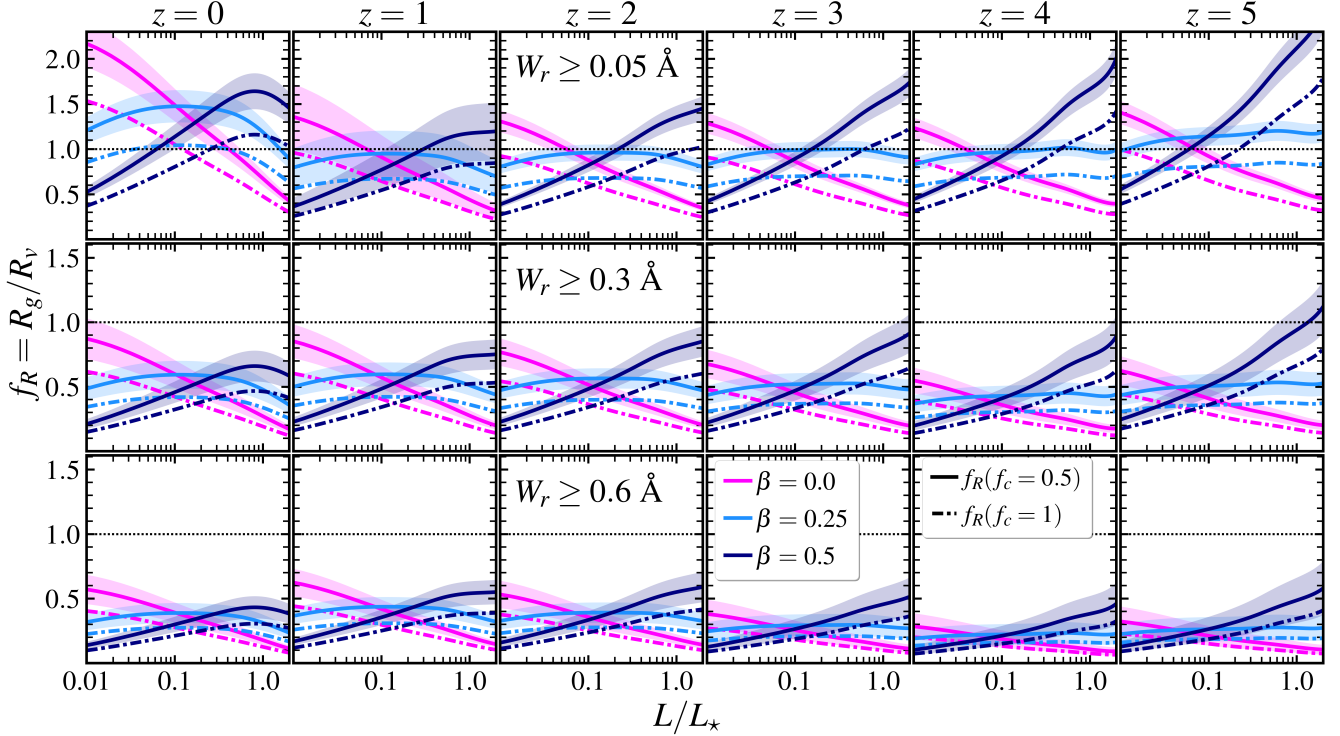 z = 0 z = 1 z = 2 z = 3 z = 4 z = 5
2.0
1.5
1.0
0.5
W_r ≥ 0.05 Å
f_R = R_g/R_v
1.5
1.0
0.5
W_r ≥ 0.3 Å
1.5
1.0
0.5
W_r ≥ 0.6 Å
β = 0.0
β = 0.25
β = 0.5
f_R(f_c = 0.5)
f_R(f_c = 1)
0.01 0.1 1.0 0.1 1.0 0.1 1.0 0.1 1.0 0.1 1.0 0.1 1.0
L/L⋆